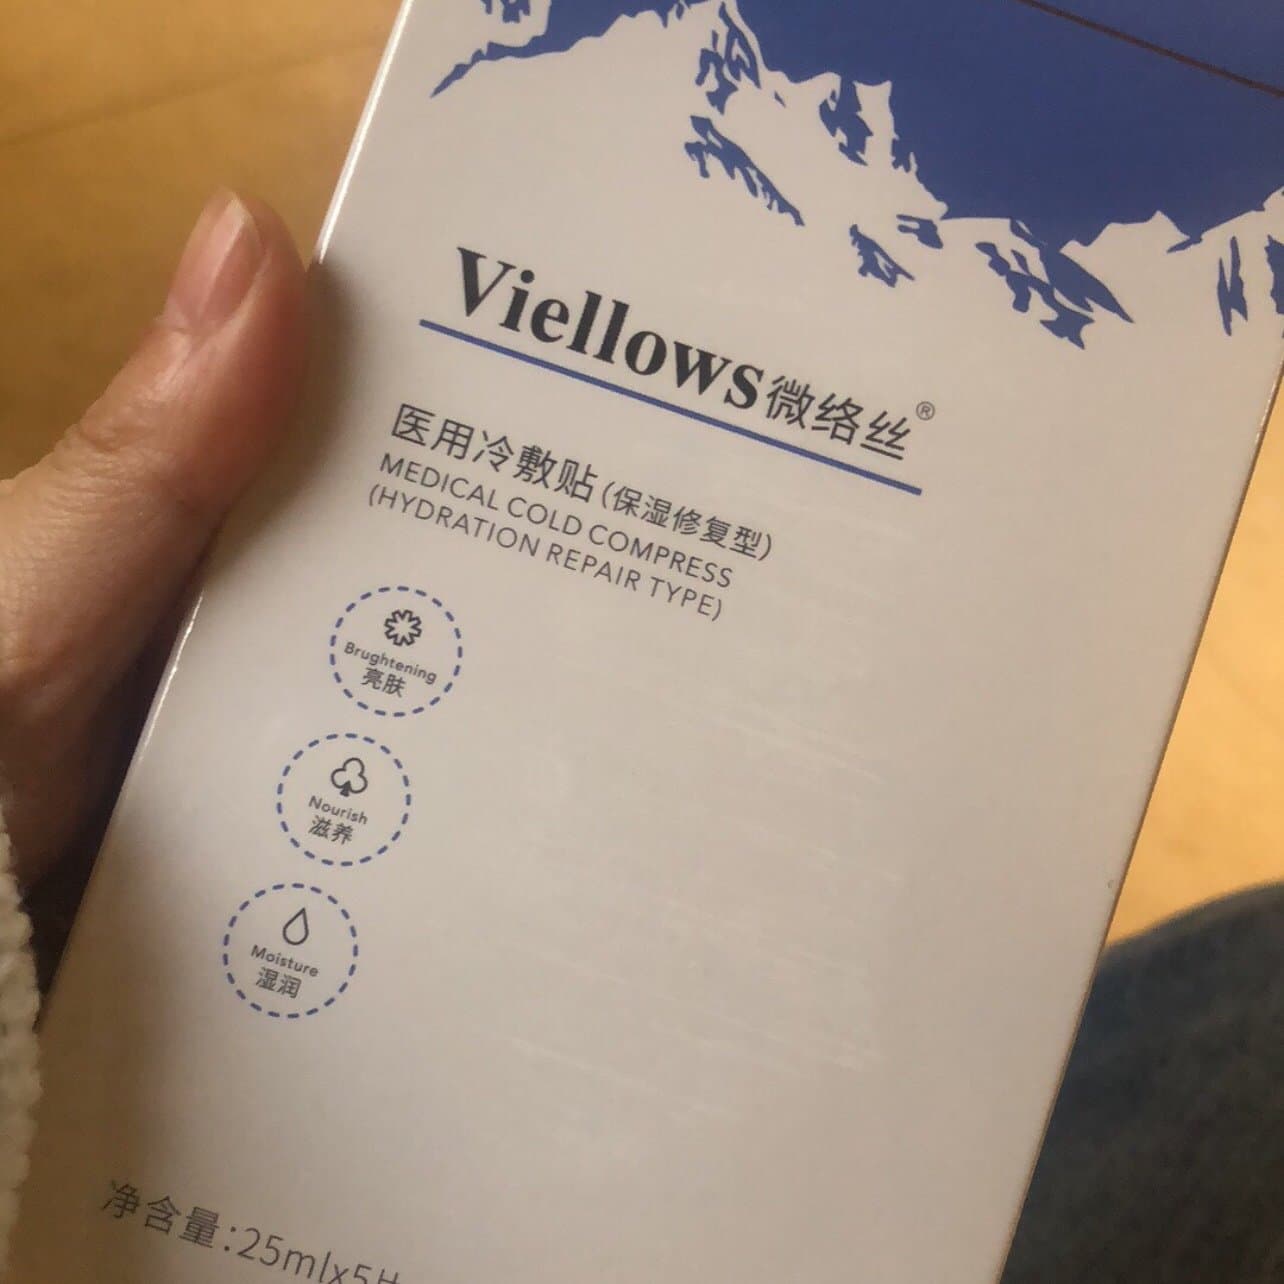 Viellows微络丝®
医用冷敷贴(保湿修复型)
MEDICAL COLD COMPRESS
(HYDRATION REPAIR TYPE)
Brughtening
亮肤
Nourish
滋养
Moisture
湿润
净含量:25mlx5